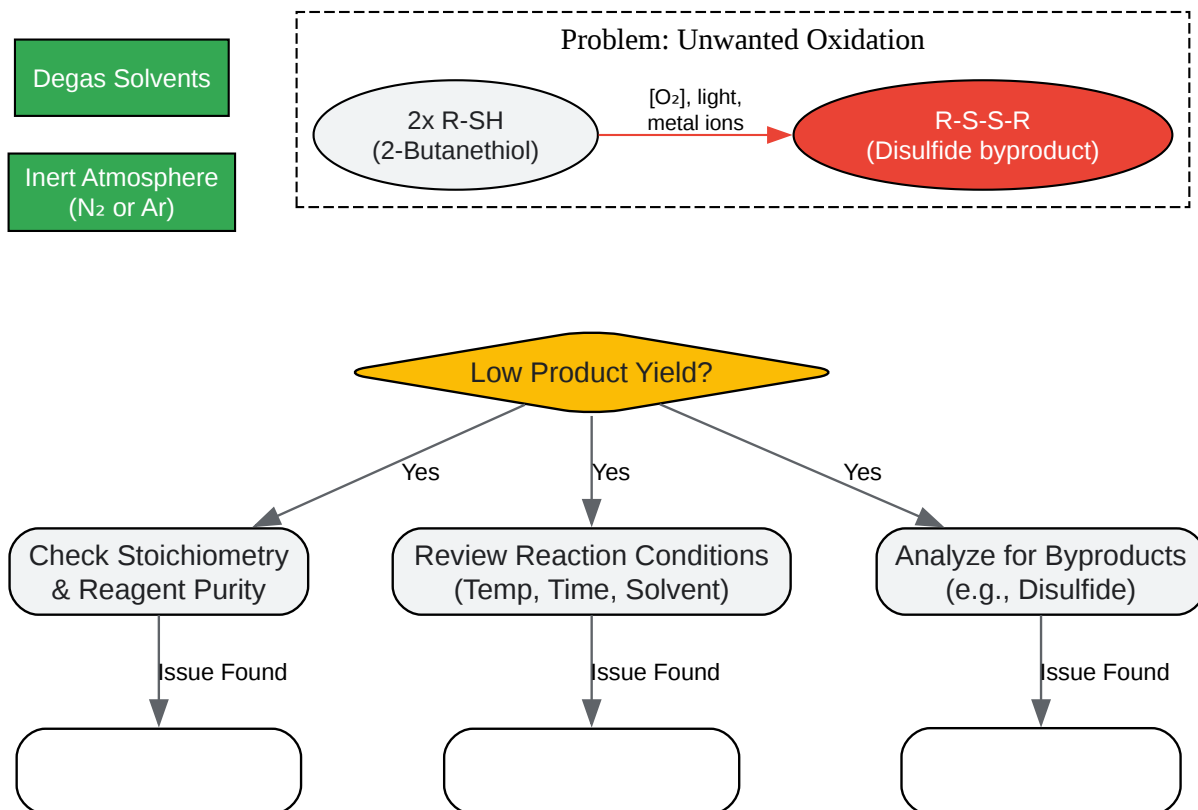 Degas Solvents
Inert Atmosphere
(N₂ or Ar)
Problem: Unwanted Oxidation
2x R-SH
(2-Butanethiol)
[O₂], light,
metal ions
R-S-S-R
(Disulfide byproduct)
Low Product Yield?
Yes
Yes
Yes
Check Stoichiometry
& Reagent Purity
Review Reaction Conditions
(Temp, Time, Solvent)
Analyze for Byproducts
(e.g., Disulfide)
Issue Found
Issue Found
Issue Found